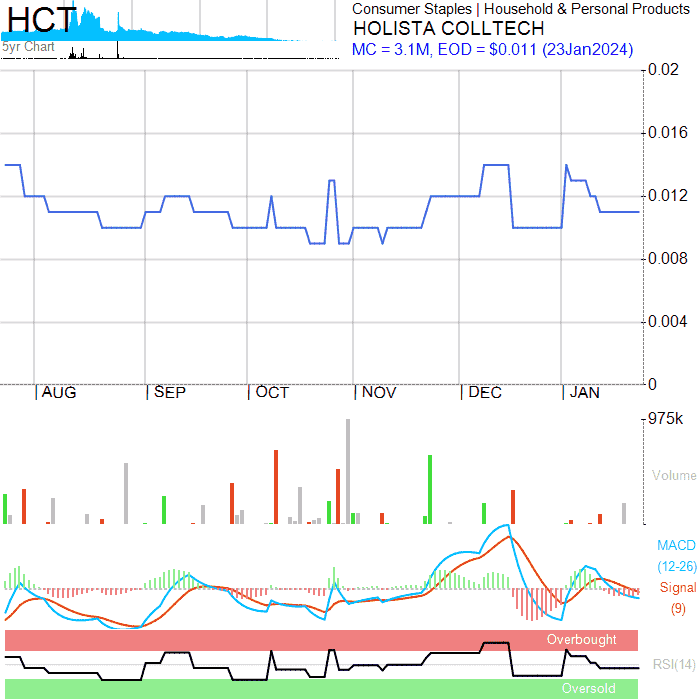 HCT
5yr Chart
Consumer Staples | Household & Personal Products
HOLISTA COLLTECH
MC = 3.1M, EOD = $0.011 (23Jan2024)
0.02
0.016
0.012
0.008
0.004
0
AUG
SEP
OCT
NOV
DEC
JAN
975k
Volume
MACD
(12-26)
Signal
(9)
Overbought
RSI(14)
Oversold